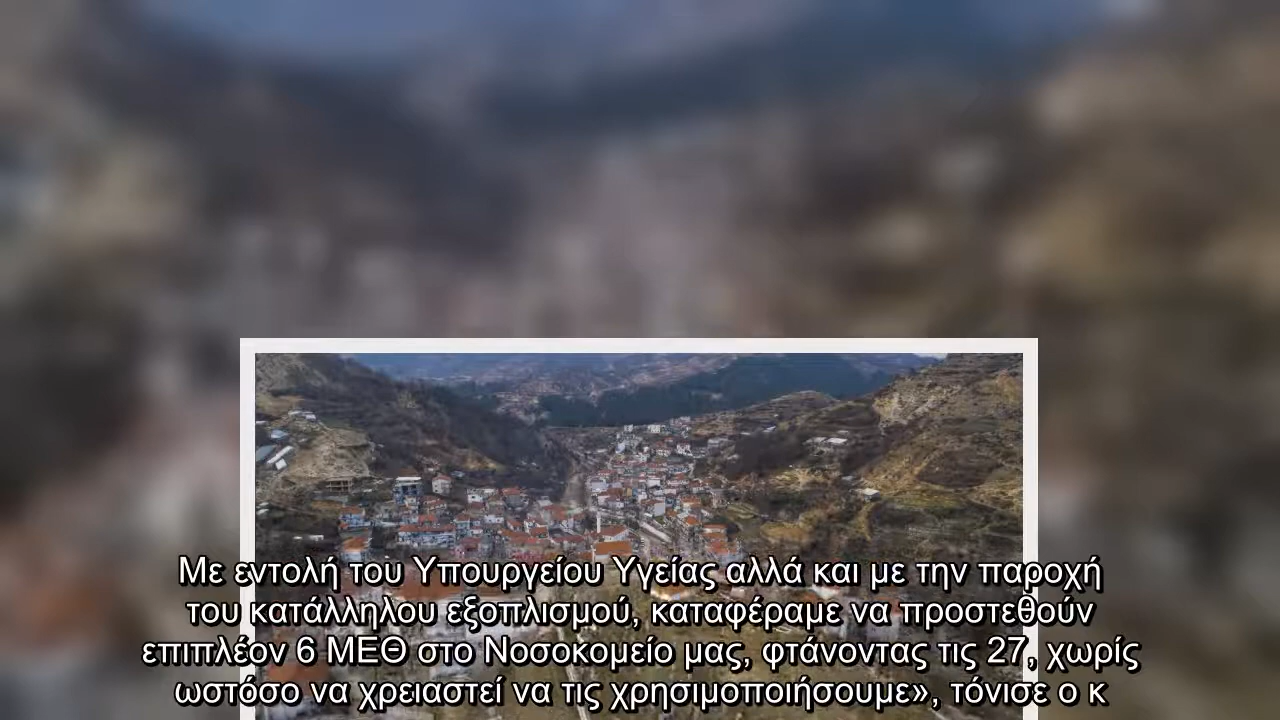 Με εντολή του Υπουργείου Υγείας αλλά και με την παροχή
του κατάλληλου εξοπλισμού, καταφέραμε να προστεθούν
επιπλέον 6 ΜΕΘ στο Νοσοκομείο μας, φτάνοντας τις 27, χωρίς
ωστόσο να χρειαστεί να τις χρησιμοποιήσουμε», τόνισε ο κ